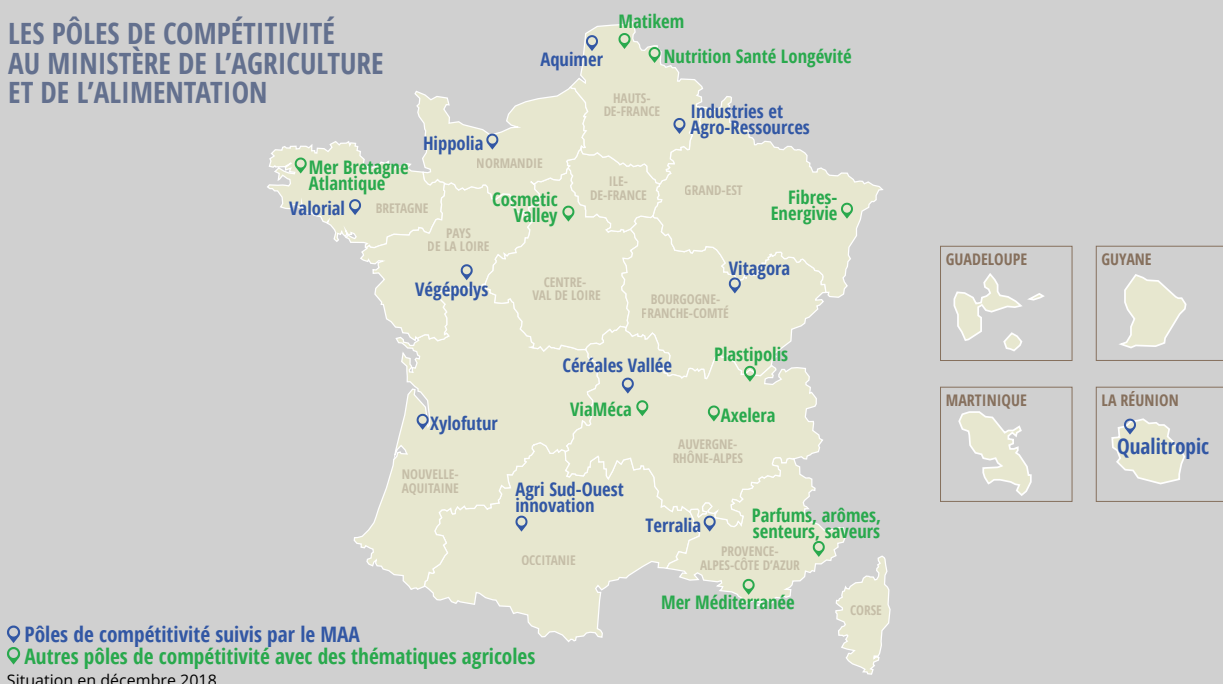 LES PÔLES DE COMPÉTITIVITÉ
AU MINISTÈRE DE L'AGRICULTURE
ET DE L'ALIMENTATION
Matikem
Aquimer
Nutrition Santé Longévité
HAUTS-
DE-FRANCE
Industries et
Agro-Ressources
Hippolia
NORMANDIE
Mer Bretagne
Atlantique
ILE-
DE-FRANCE
GRAND-EST
Cosmetic
Valley
Fibres-
Energivie
Valorial
BRETAGNE
PAYS
DE LA LOIRE
Végépolys
CENTRE-
VAL DE LOIRE
Vitagora
BOURGOGNE-
FRANCHE-COMTÉ
GUADELOUPE
GUYANE
Plastipolis
Céréales Vallée
ViaMéca
Axelera
MARTINIQUE
LA RÉUNION
Qualitropic
Xylofutur
AUVERGNE-
RHÔNE-ALPES
NOUVELLE-
AQUITAINE
Agri Sud-Ouest
innovation
Terralia
Parfums, arômes,
senteurs, saveurs
OCCITANIE
PROVENCE-
ALPES-CÔTE D'AZUR
Mer Méditerranée
CORSE
Pôles de compétitivité suivis par le MAA
Autres pôles de compétitivité avec des thématiques agricoles
Situation en décembre 2018